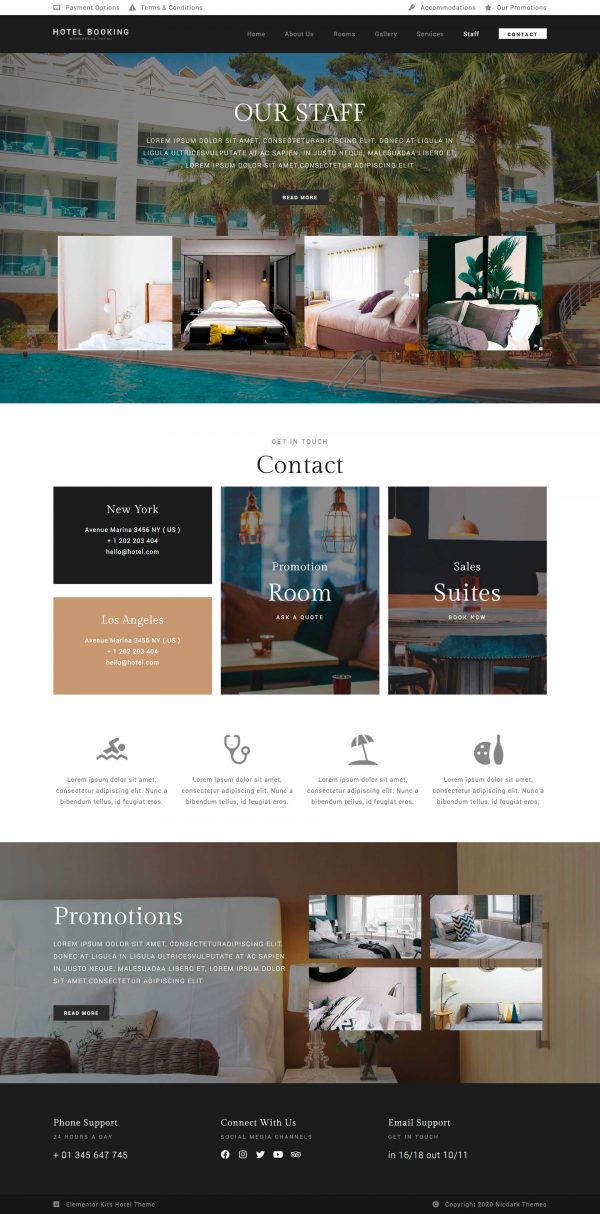 Payment Options Terms & Conditions Accommodations Our Promotions
HOTEL BOOKING
WORDPRESS THEME
Home About Us Rooms Gallery Services Staff CONTACT
OUR STAFF
LOREM IPSUM DOLOR SIT AMET, CONSECTETURADIPISCING ELIT, DONEC AT LIGULA
LIGULA ULTRICESVULPUTATE AT AC SAPIEN. IN JUSTO NEQUE, MALESUADAA LIBERO ET,
LOREM IPSUM DOLOR SIT AMET,CONSECTETUR ADIPISCING ELIT
READ MORE
GET IN TOUCH
Contact
New York
Avenue Marina 3456 NY ( US )
+ 1 202 203 404
hello@hotel.com
Los Angeles
Avenue Marina 3456 NY ( US )
+ 1 202 203 404
hello@hotel.com
Promotion
Room
ASK A QUOTE
Sales
Suites
BOOK NOW
Lorem ipsum dolor sit amet,
consectetur adipiscing elit. Nunc a
bibendum tellus, id feugiat eros.
Lorem ipsum dolor sit amet,
consectetur adipiscing elit. Nunc a
bibendum tellus, id feugiat eros.
Lorem ipsum dolor sit amet,
consectetur adipiscing elit. Nunc a
bibendum tellus, id feugiat eros.
Lorem ipsum dolor sit amet,
consectetur adipiscing elit. Nunc a
bibendum tellus, id feugiat eros.
Promotions
LOREM IPSUM DOLOR SIT AMET, CONSECTETURADIPISCING ELIT.
DONEC AT LIGULA ULTRICESVULPUTATE AT AC SAPIEN.
IN JUSTO NEQUE, MALESUADAA LIBERO ET, LOREM IPSUM DOLOR
SIT AMET,CONSECTETUR ADIPISCING ELIT
READ MORE
Phone Support
24 HOURS A DAY
+ 01 345 647 745
Connect With Us
SOCIAL MEDIA CHANNELS
Email Support
GET IN TOUCH
in 16/18 out 10/11
Elementor Kits Hotel Theme Copyright 2020 Nicdark Themes